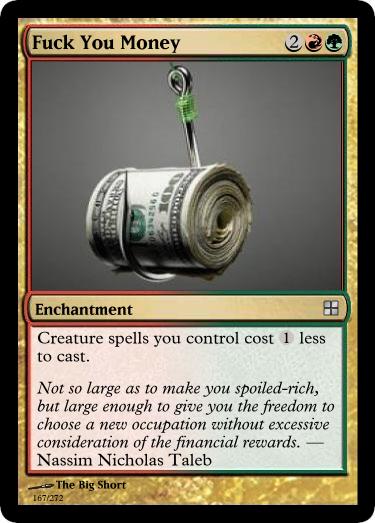 Fuck You Money 2
Enchantment
Creature spells you control cost 1 less
to cast.
Not so large as to make you spoiled-rich,
but large enough to give you the freedom to
choose a new occupation without excessive
consideration of the financial rewards. —
Nassim Nicholas Taleb
The Big Short
167/272